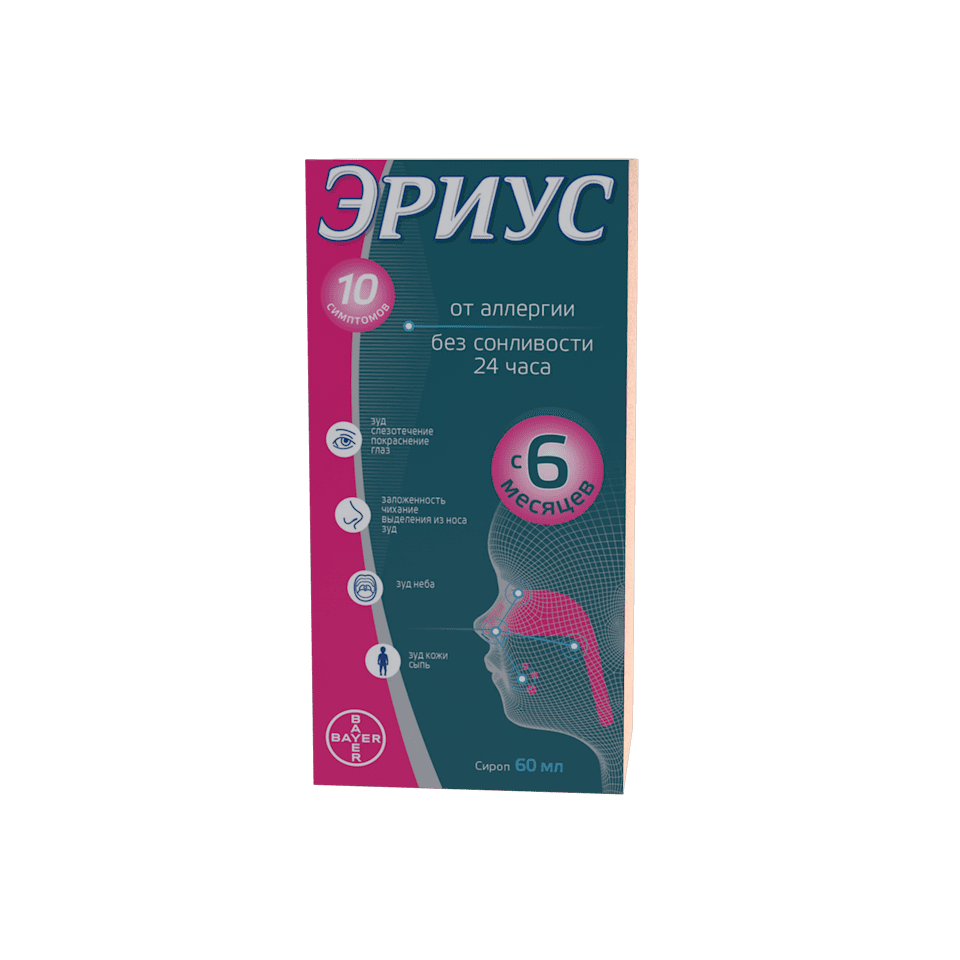 ЭРИУС
10
СИМПТОМОВ
от аллергии
без сонливости
24 часа
зуд
слезотечение
покраснение
глаз
с 6
месяцев
заложенность
чихание
выделения из носа
зуд
зуд неба
зуд кожи
сыпь
BAYER
BAYER
Сироп 60 мл